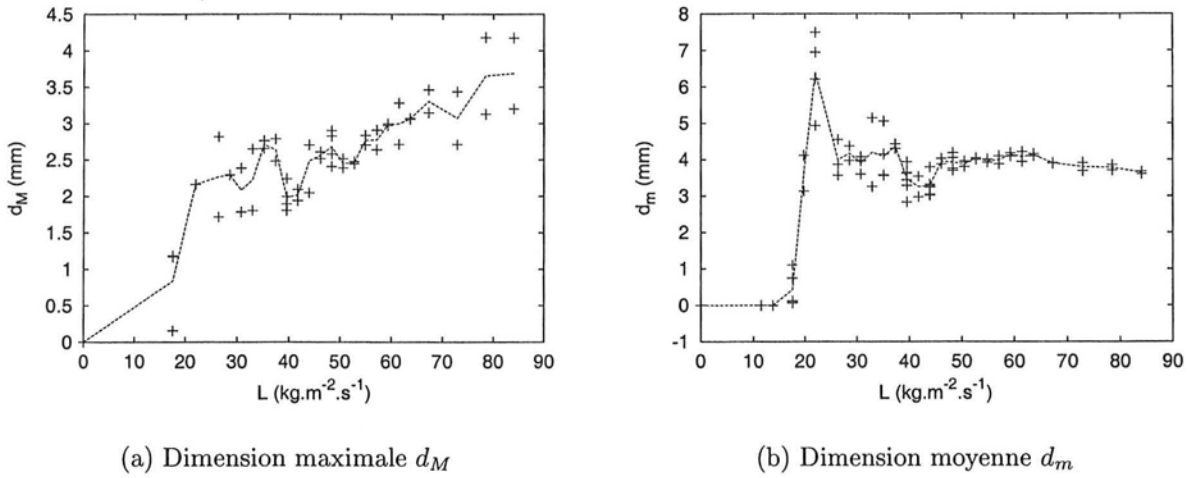 4.5
4
3.5
3
2.5
2
1.5
1
0.5
0
d_M (mm)
0 10 20 30 40 50 60 70 80 90
L (kg.m⁻².s⁻¹)
(a) Dimension maximale d_M
8
7
6
5
4
3
2
1
0
-1
d_m (mm)
0 10 20 30 40 50 60 70 80 90
L (kg.m⁻².s⁻¹)
(b) Dimension moyenne d_m